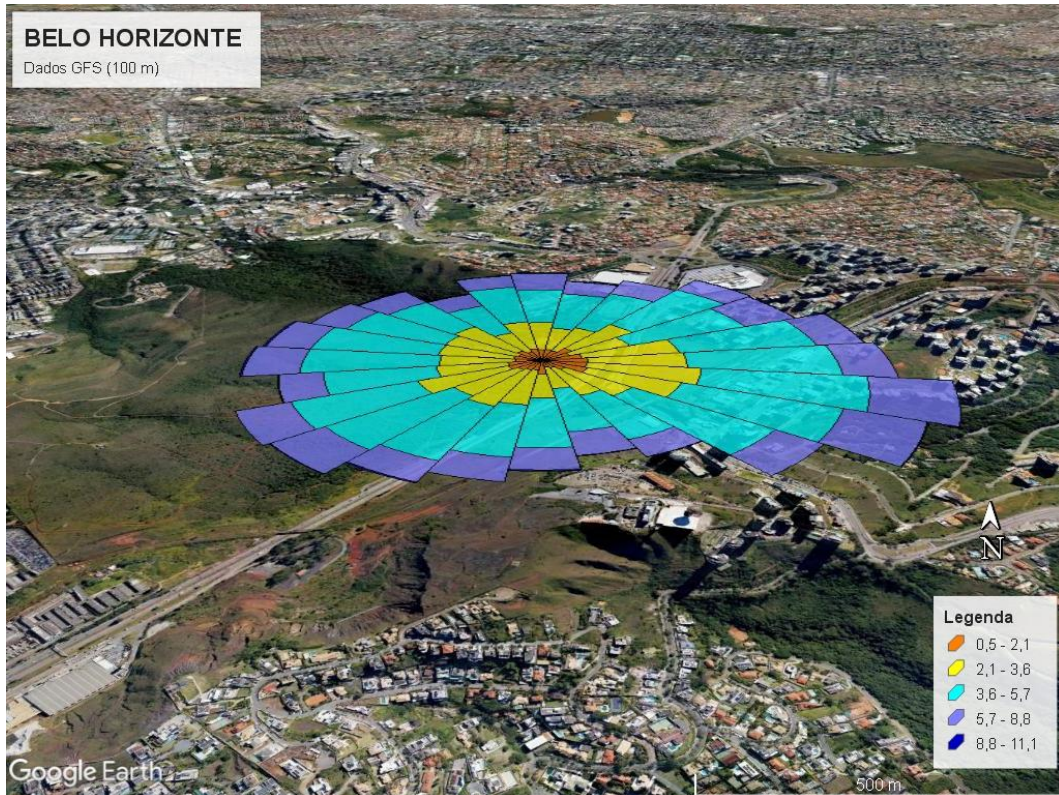 BELO HORIZONTE
Dados GFS (100 m)
N
Legenda
0,5 - 2,1
2,1 - 3,6
3,6 - 5,7
5,7 - 8,8
8,8 - 11,1
Google Earth
500 m